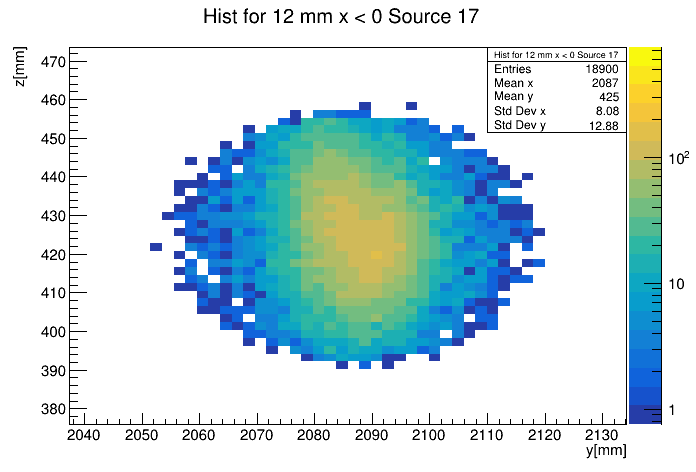 Hist for 12 mm x < 0 Source 17
Hist for 12 mm x < 0 Source 17
Entries 18900
Mean x 2087
Mean y 425
Std Dev x 8.08
Std Dev y 12.88
z[mm]
470
460
450
440
430
420
410
400
390
380
2040 2050 2060 2070 2080 2090 2100 2110 2120 2130
y[mm]
10²
10
1